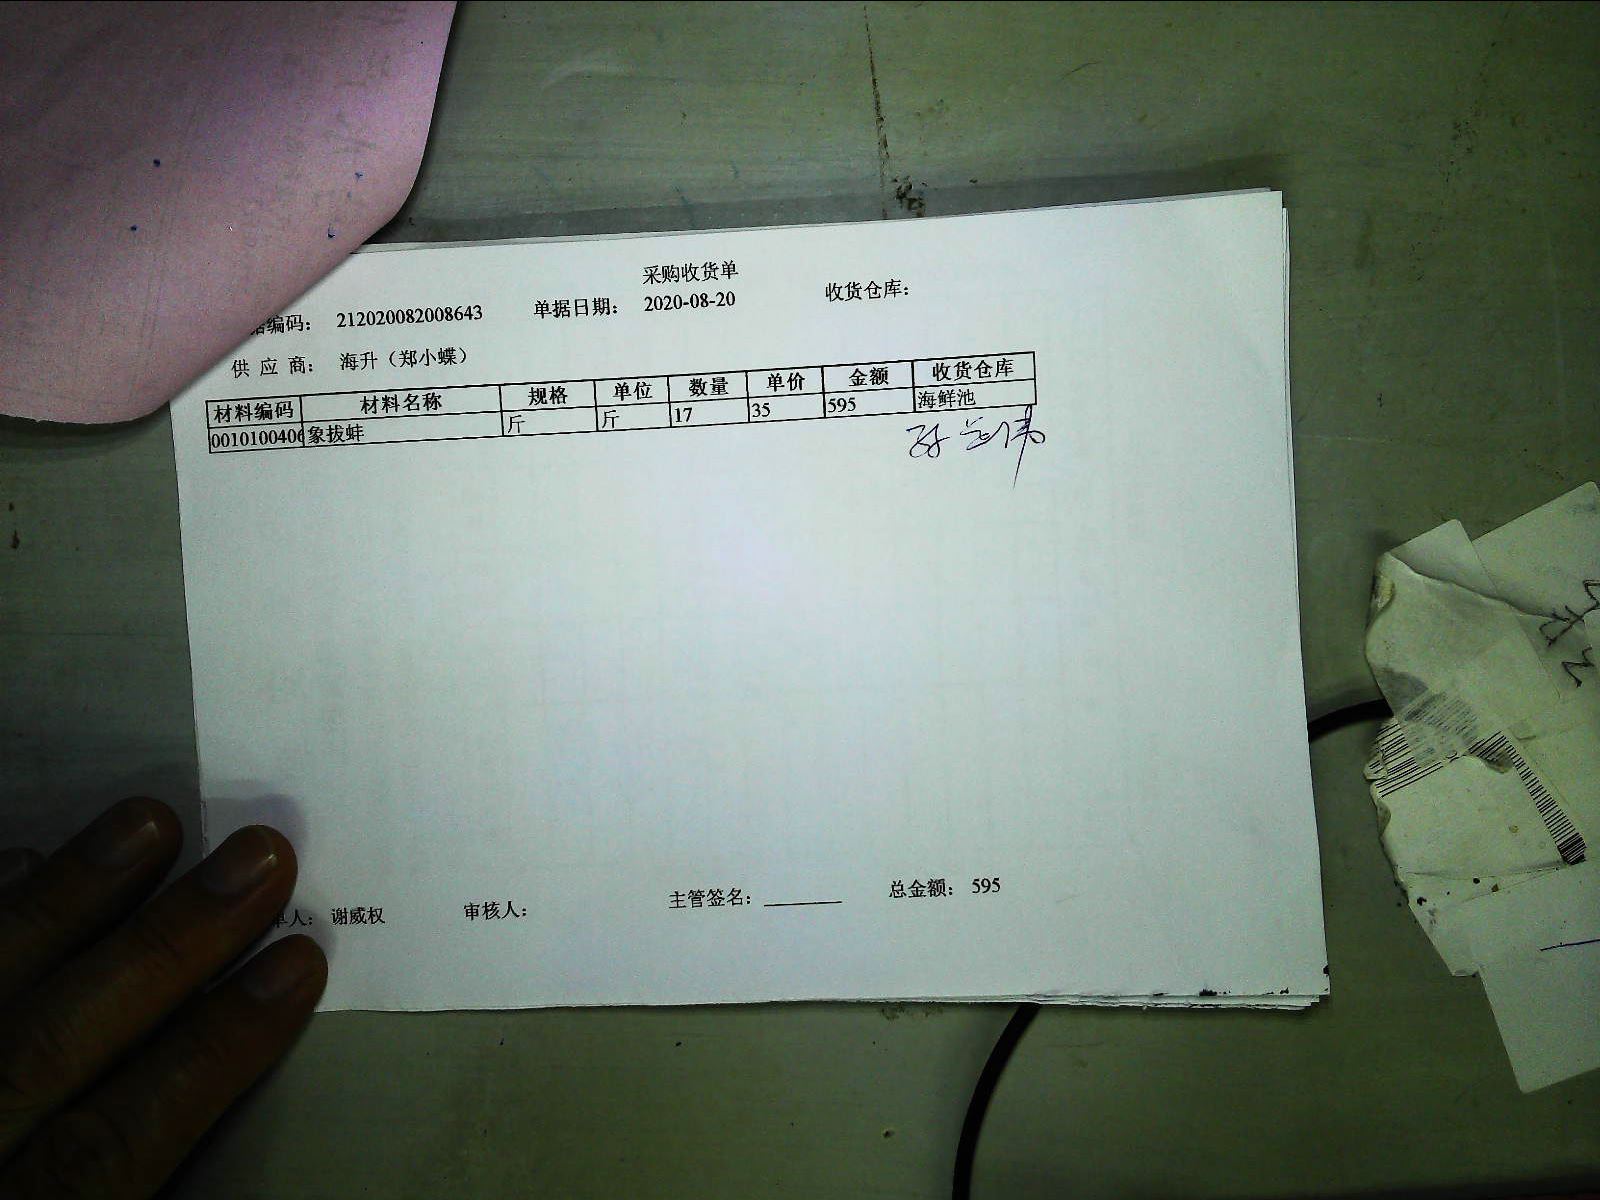 采购收货单
据编码： 212020082008643 单据日期： 2020-08-20 收货仓库：
供 应 商： 海升（郑小蝶）
材料编码 材料名称 规格 单位 数量 单价 金额 收货仓库
0010100406 象拔蚌 斤 斤 17 35 595 海鲜池
单人： 谢威权 审核人： 主管签名：________ 总金额： 595